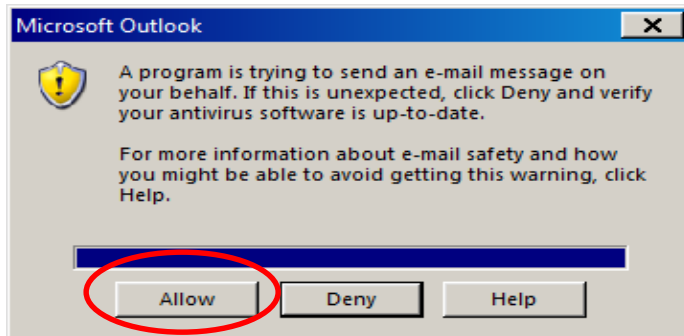 Microsoft Outlook
A program is trying to send an e-mail message on
your behalf. If this is unexpected, click Deny and verify
your antivirus software is up-to-date.
For more information about e-mail safety and how
you might be able to avoid getting this warning, click
Help.
Allow Deny Help